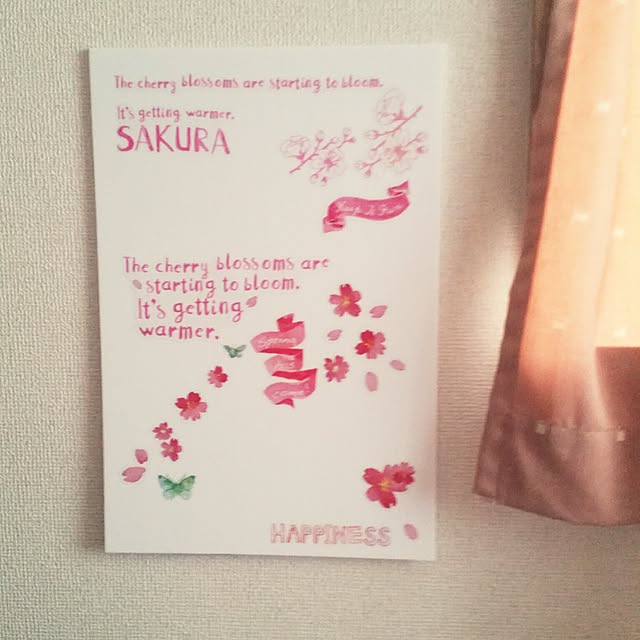 The cherry blossoms are starting to bloom.
It's getting warmer.
SAKURA
The cherry blossoms are
starting to bloom.
It's getting
warmer.
Spring
HAPPINESS